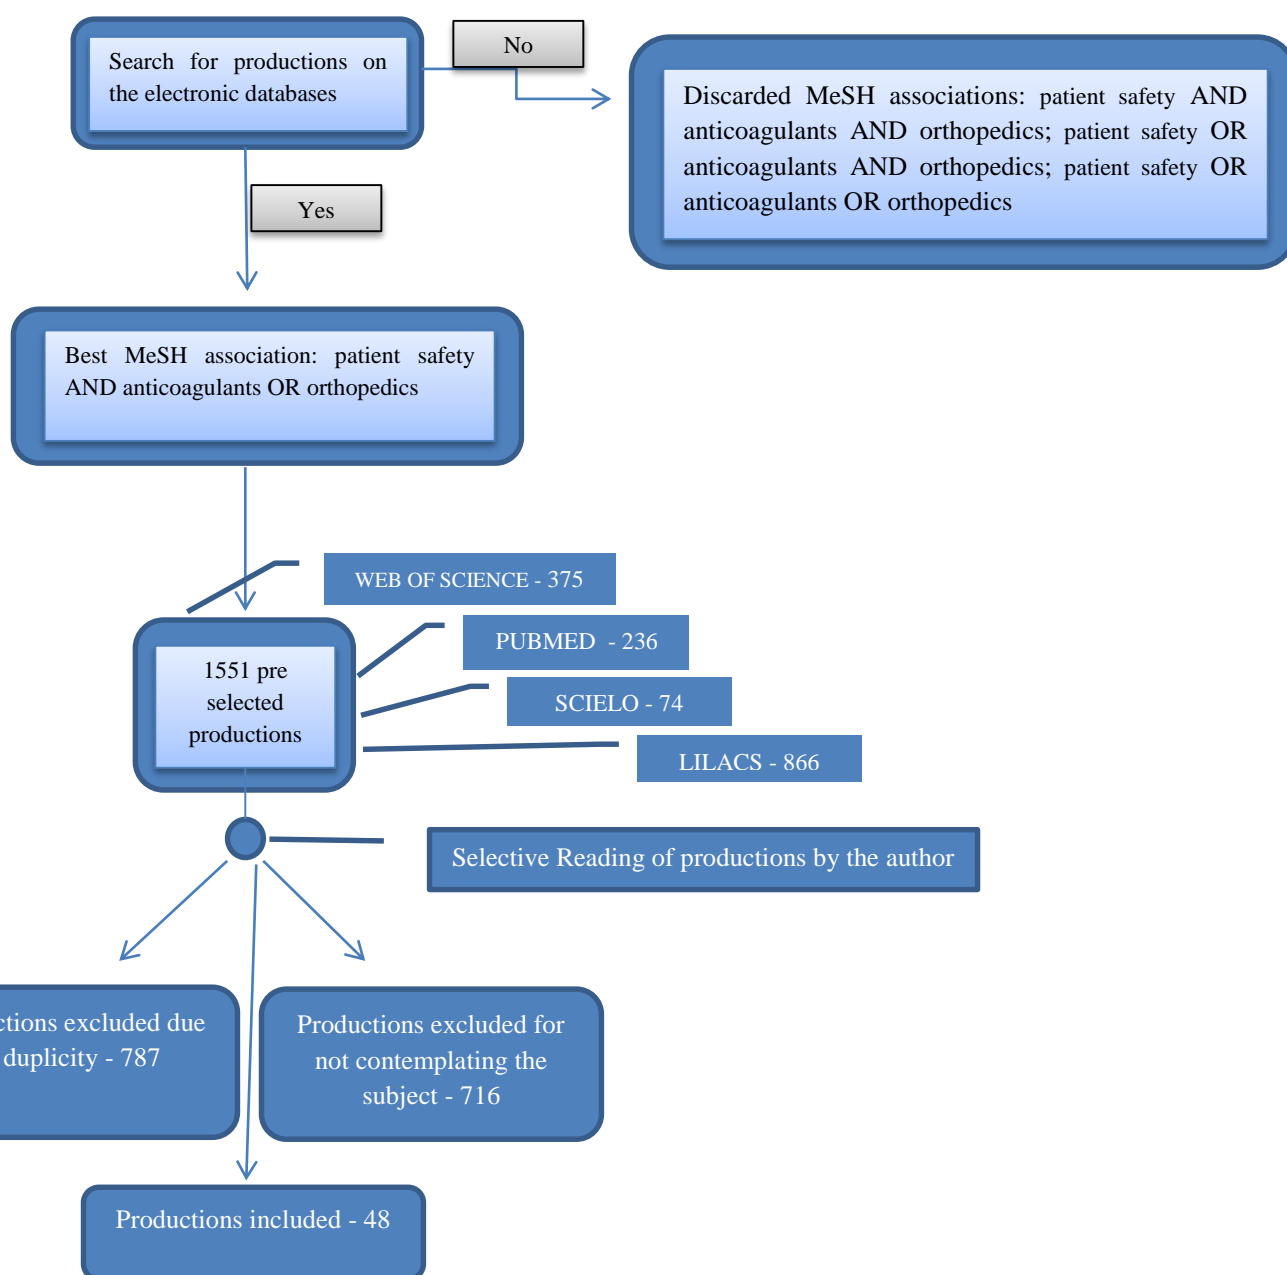 Search for productions on
the electronic databases
No
Discarded MeSH associations: patient safety AND
anticoagulants AND orthopedics; patient safety OR
anticoagulants AND orthopedics; patient safety OR
anticoagulants OR orthopedics
Yes
Best MeSH association: patient safety
AND anticoagulants OR orthopedics
WEB OF SCIENCE - 375
PUBMED - 236
SCIELO - 74
LILACS - 866
1551 pre
selected
productions
Selective Reading of productions by the author
excluded due
duplicity - 787
Productions excluded for
not contemplating the
subject - 716
Productions included - 48